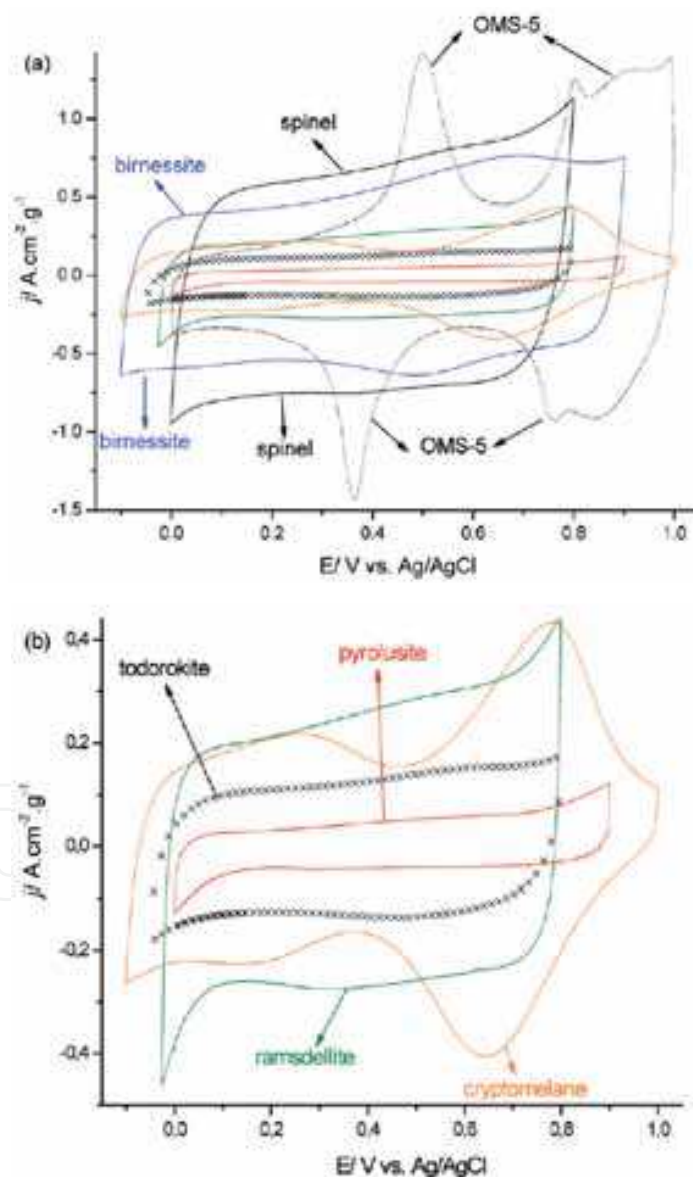 (a)
OMS-5
spinel
birnessite
1.0
0.5
0.0
-0.5
-1.0
-1.5
j/ A.cm⁻².g⁻¹
birnessite
spinel
OMS-5
0.0 0.2 0.4 0.6 0.8 1.0
E/ V vs. Ag/AgCl
(b)
0,4
0,2
0,0
-0,2
-0,4
j/ A.cm⁻².g⁻¹
todorokite
pyrolusite
ramsdellite
cryptomelane
0,0 0,2 0,4 0,6 0,8 1,0
E/ V vs. Ag/AgCl